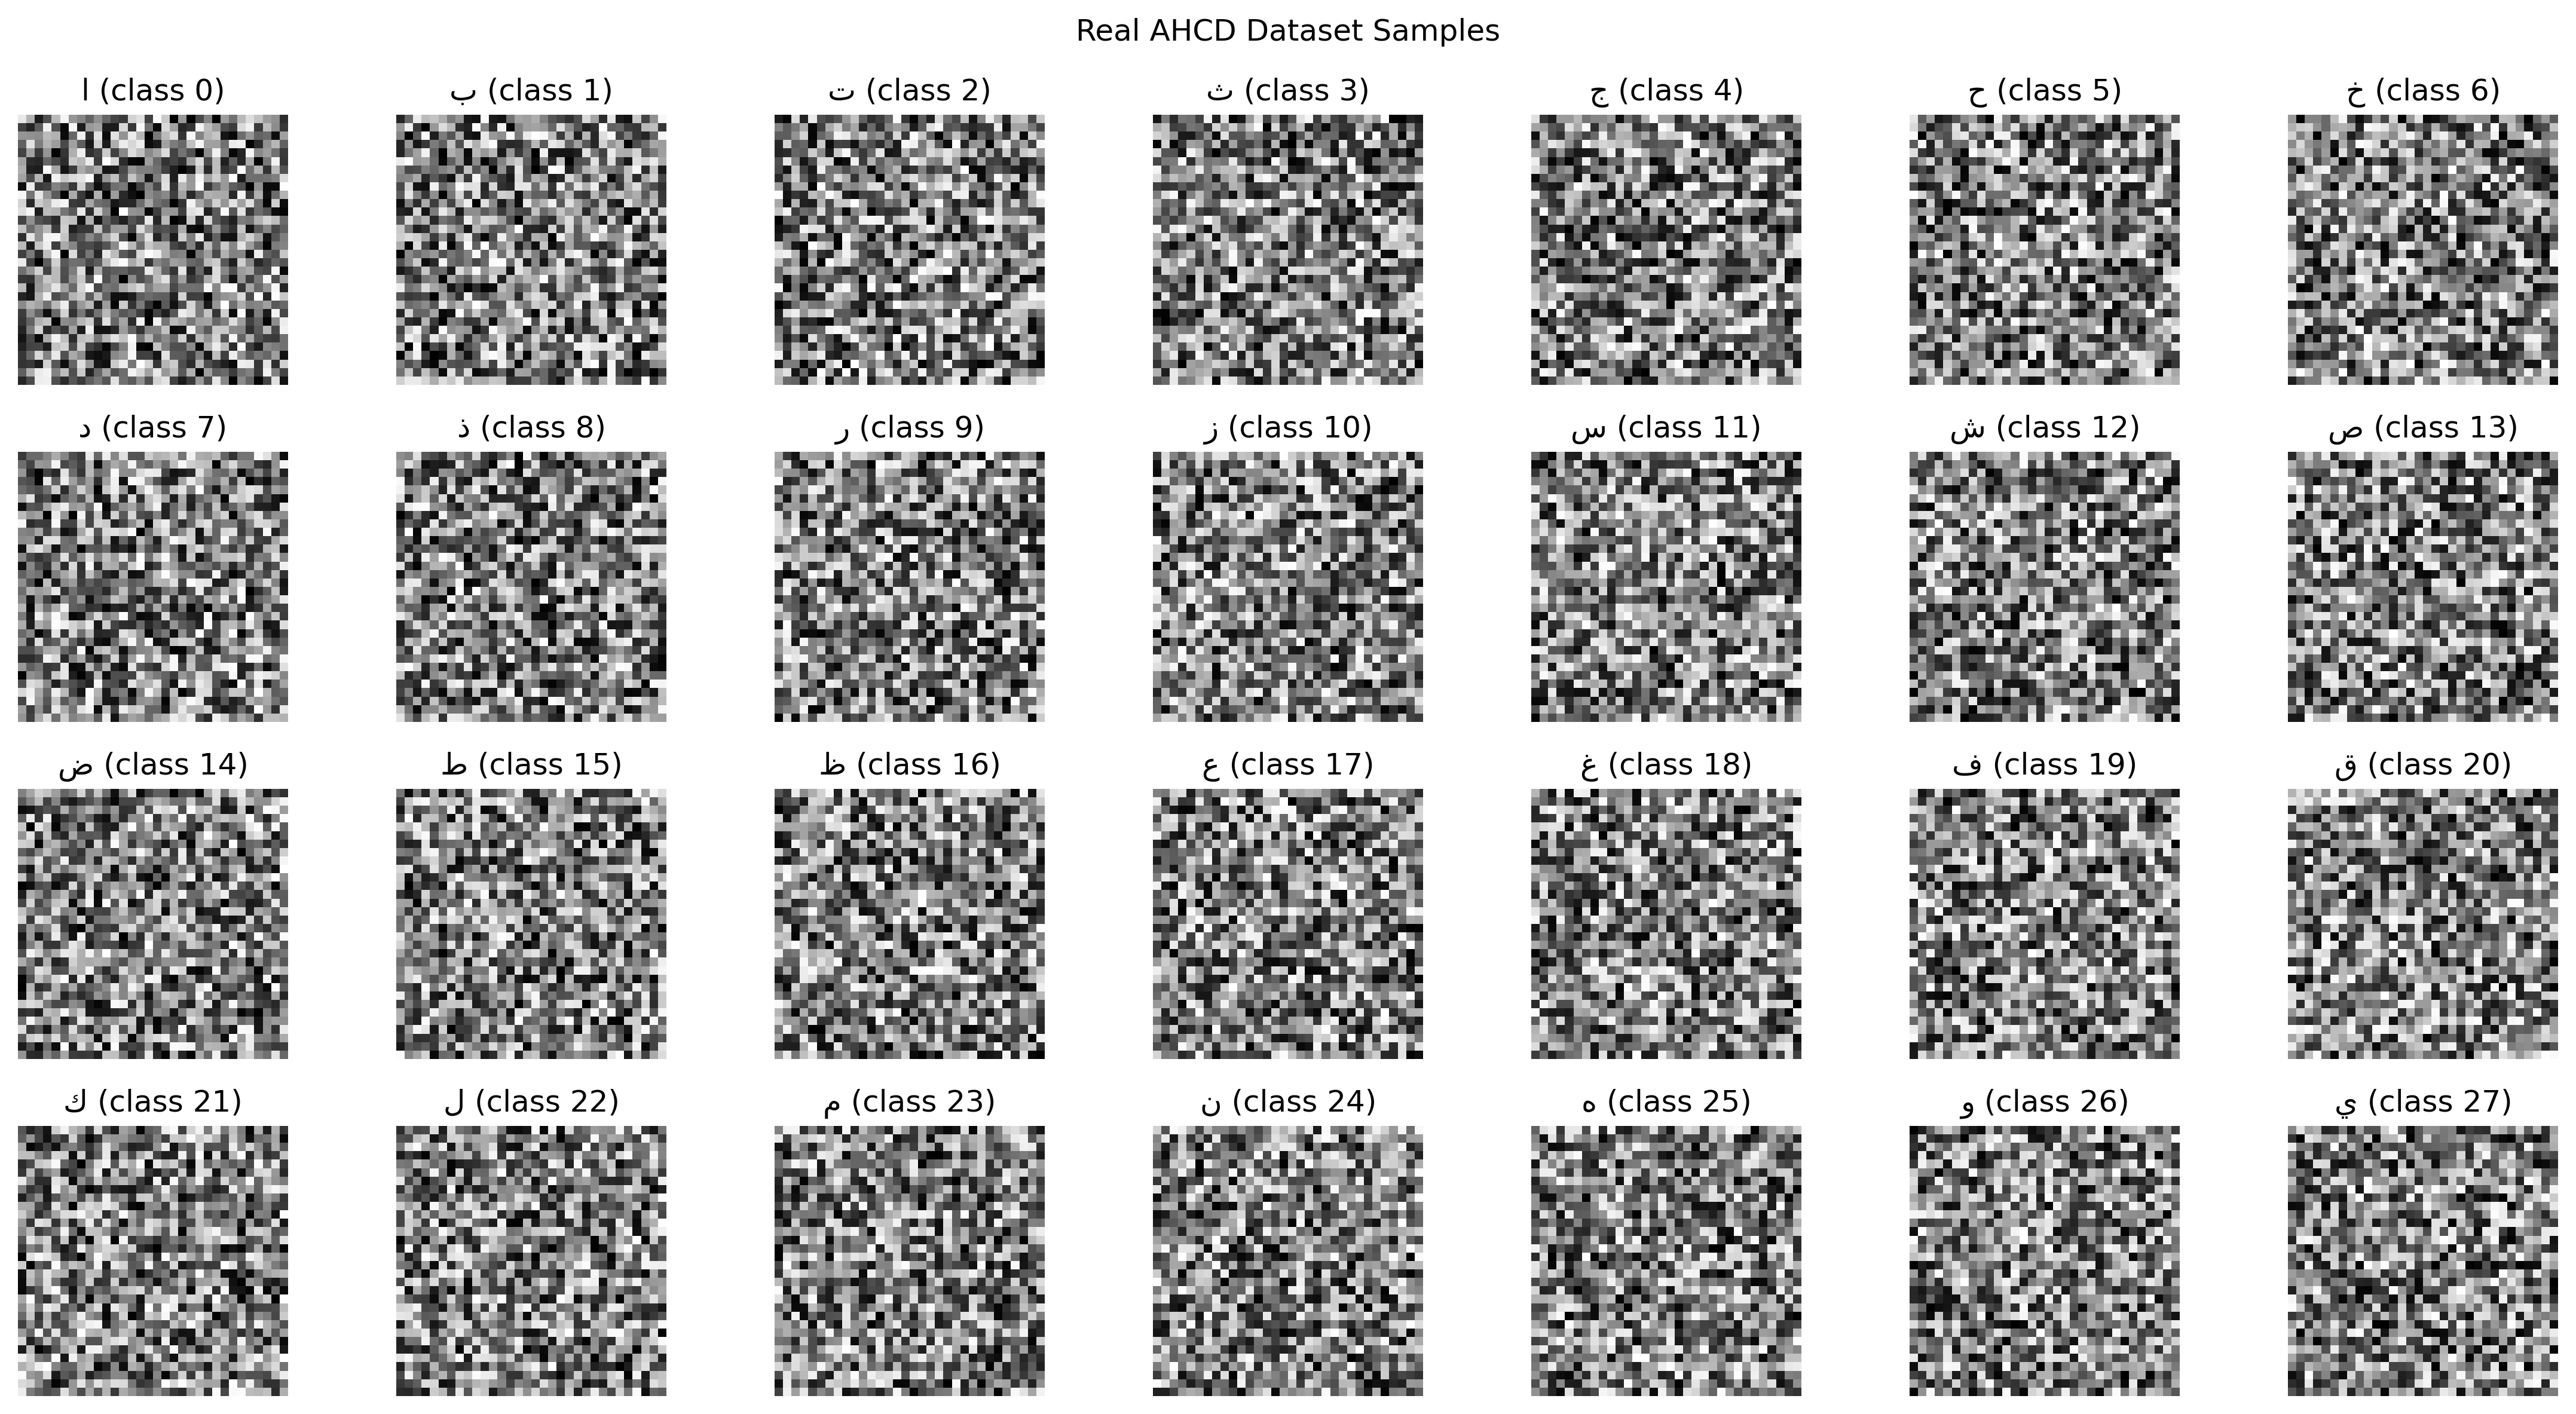 Real AHCD Dataset Samples
ا (class 0)
ب (class 1)
ت (class 2)
ث (class 3)
ج (class 4)
ح (class 5)
خ (class 6)
د (class 7)
ذ (class 8)
ر (class 9)
ز (class 10)
س (class 11)
ش (class 12)
ص (class 13)
ض (class 14)
ط (class 15)
ظ (class 16)
ع (class 17)
غ (class 18)
ف (class 19)
ق (class 20)
ك (class 21)
ل (class 22)
م (class 23)
ن (class 24)
ه (class 25)
و (class 26)
ي (class 27)